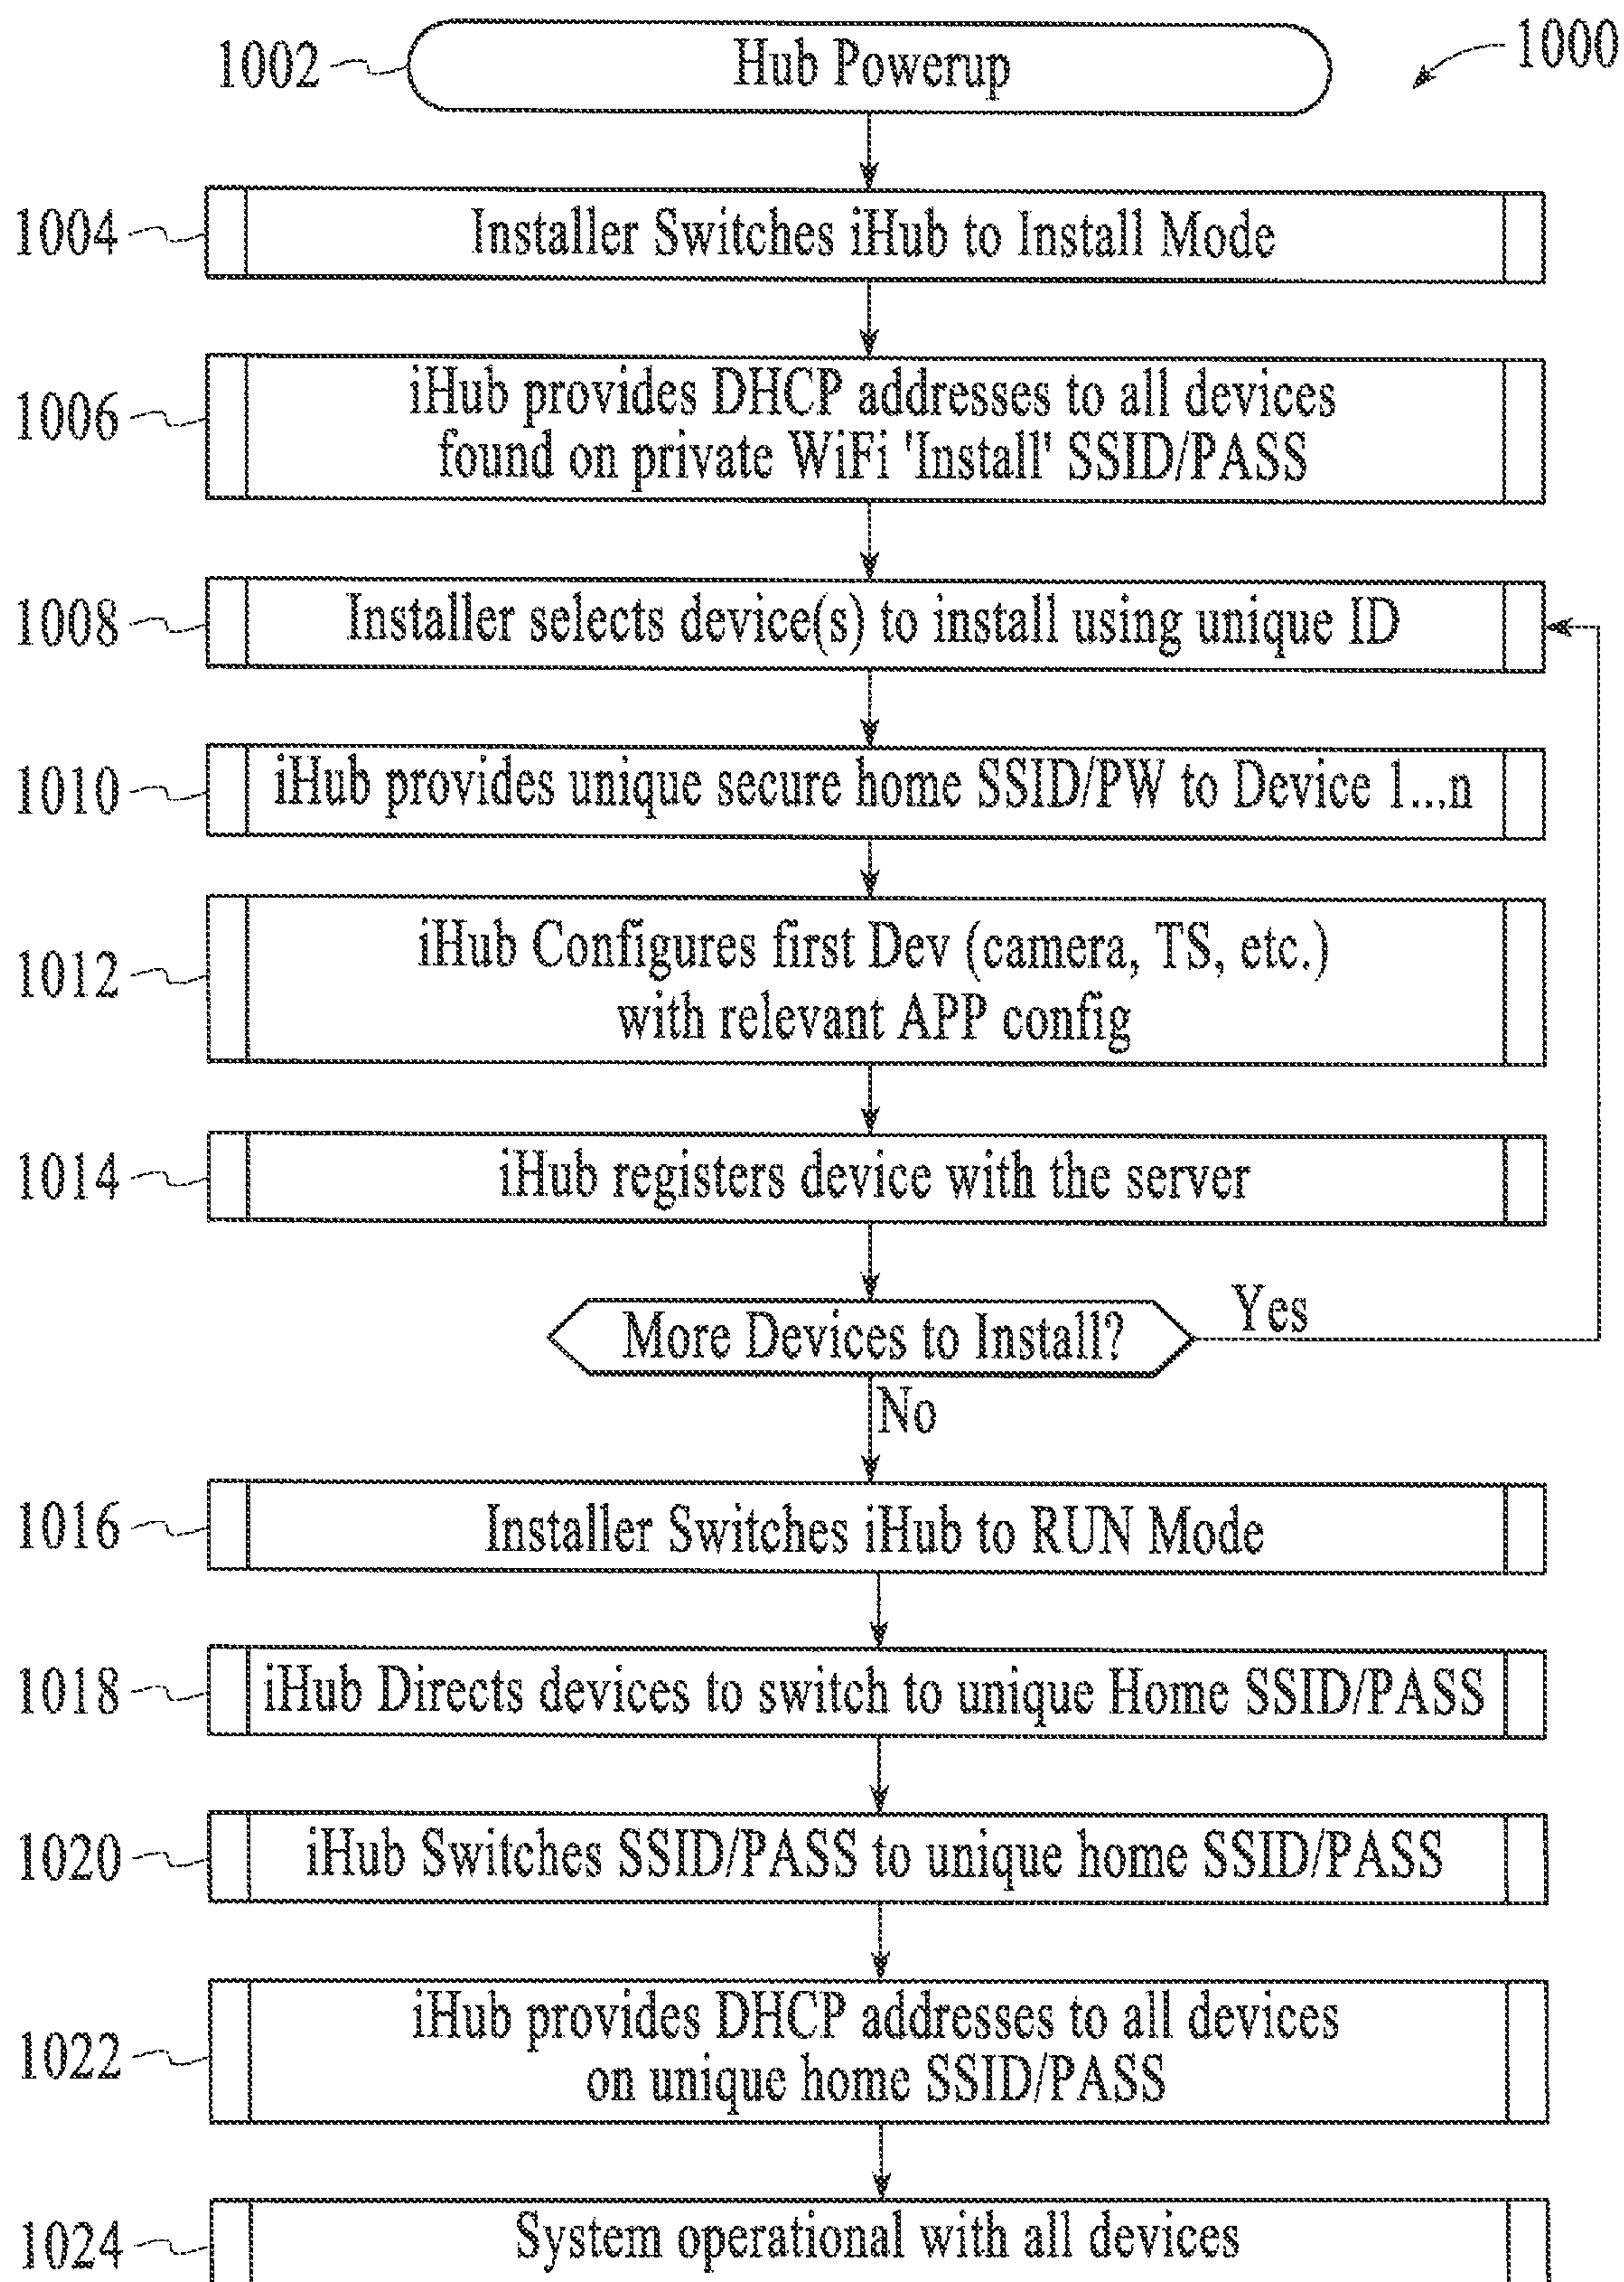 1000
1002
Hub Powerup
1004
Installer Switches iHub to Install Mode
1006
iHub provides DHCP addresses to all devices
found on private WiFi 'Install' SSID/PASS
1008
Installer selects device(s) to install using unique ID
1010
iHub provides unique secure home SSID/PW to Device 1...n
1012
iHub Configures first Dev (camera, TS, etc.)
with relevant APP config
1014
iHub registers device with the server
More Devices to Install?
Yes
No
1016
Installer Switches iHub to RUN Mode
1018
iHub Directs devices to switch to unique Home SSID/PASS
1020
iHub Switches SSID/PASS to unique home SSID/PASS
1022
iHub provides DHCP addresses to all devices
on unique home SSID/PASS
1024
System operational with all devices